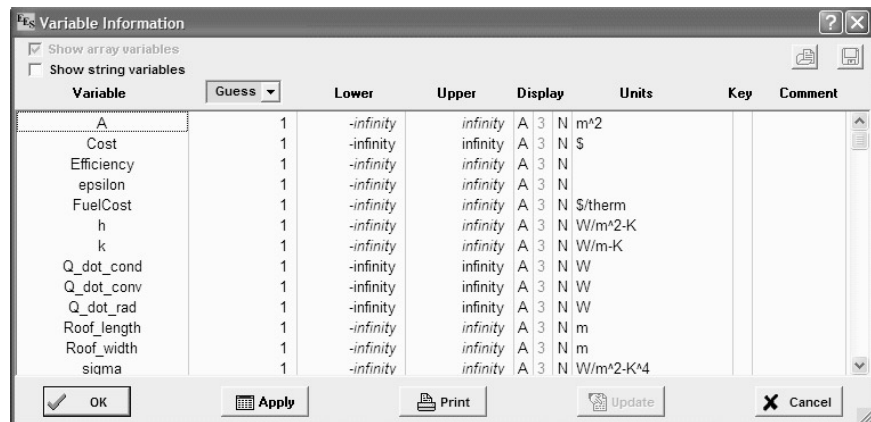 EES Variable Information
Show array variables
Show string variables
Variable Guess Lower Upper Display Units Key Comment
A 1 -infinity infinity A 3 N m^2
Cost 1 -infinity infinity A 3 N $
Efficiency 1 -infinity infinity A 3 N
epsilon 1 -infinity infinity A 3 N
FuelCost 1 -infinity infinity A 3 N $/therm
h 1 -infinity infinity A 3 N W/m^2-K
k 1 -infinity infinity A 3 N W/m-K
Q_dot_cond 1 -infinity infinity A 3 N W
Q_dot_conv 1 -infinity infinity A 3 N W
Q_dot_rad 1 -infinity infinity A 3 N W
Roof_length 1 -infinity infinity A 3 N m
Roof_width 1 -infinity infinity A 3 N m
sigma 1 -infinity infinity A 3 N W/m^2-K^4
OK Apply Print Update Cancel